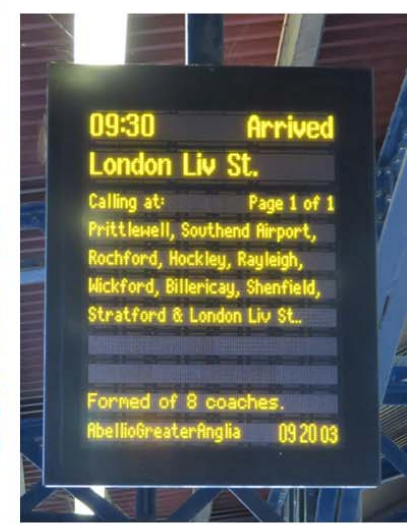 09:30 Arrived
London Liv St.
Calling at: Page 1 of 1
Prittlewell, Southend Airport,
Rochford, Hockley, Rayleigh,
Wickford, Billericay, Shenfield,
Stratford & London Liv St..
Formed of 8 coaches.
AbellioGreaterAnglia 09 20 03